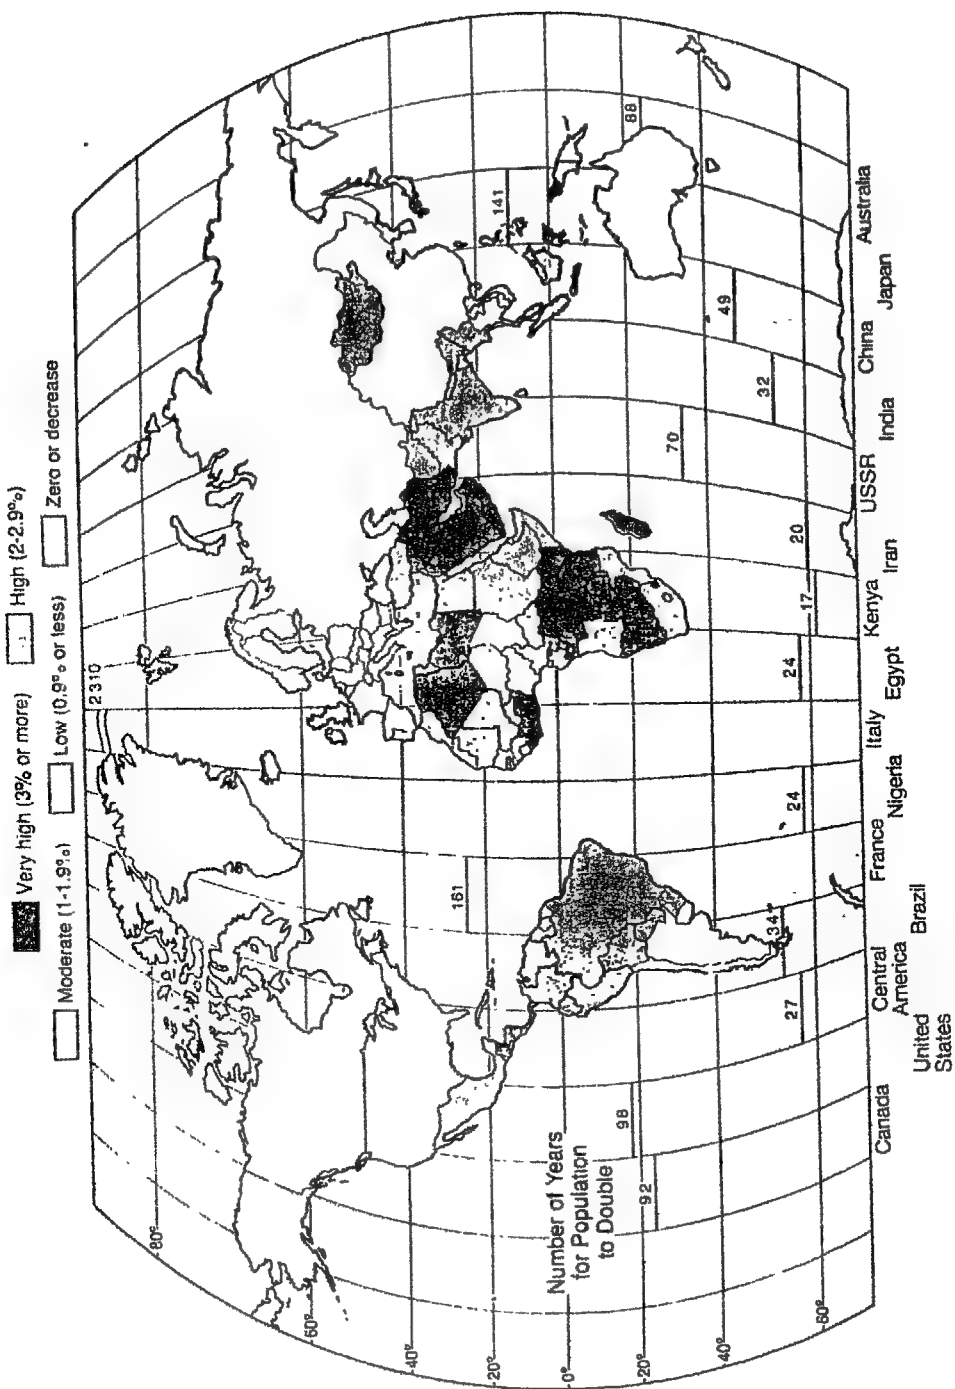 Very high (3% or more)
High (2-2.9%)
Moderate (1-1.9%)
Low (0.9% or less)
Zero or decrease
2310
80°
60°
40°
20°
0°
20°
40°
60°
Number of Years
for Population
to Double
92
98
27
34
161
24
24
17
20
70
32
49
141
88
Canada
United
States
Central
America
Brazil
France
Nigeria
Italy
Egypt
Kenya
Iran
USSR
India
China
Japan
Australia